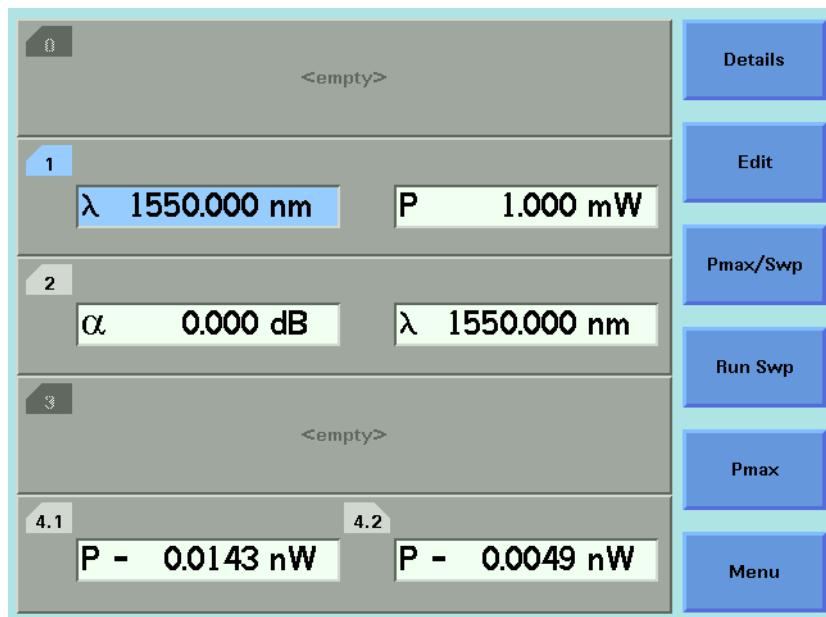 0
<empty>
1
λ 1550.000 nm
P 1.000 mW
2
α 0.000 dB
λ 1550.000 nm
3
<empty>
4.1
P - 0.0143 nW
4.2
P - 0.0049 nW
Details
Edit
Pmax/Swp
Run Swp
Pmax
Menu